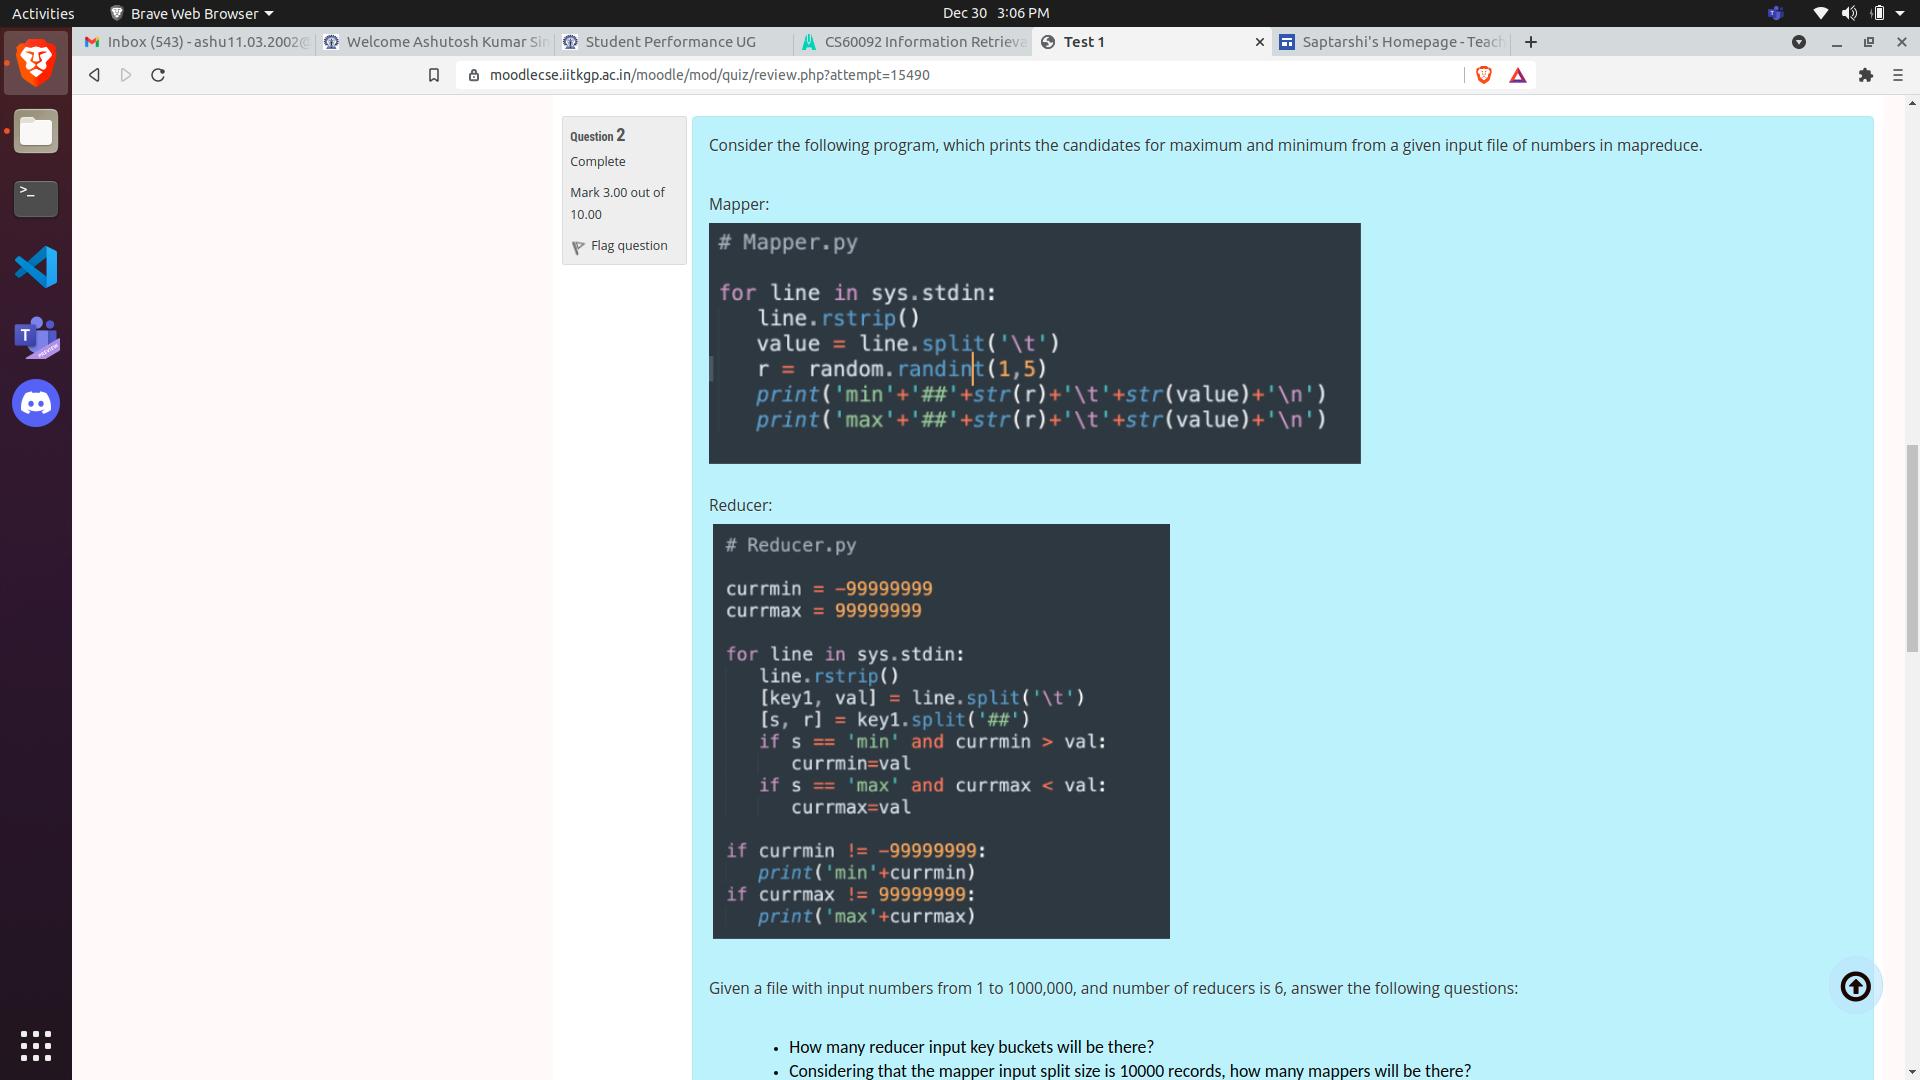 Activities
Brave Web Browser
Dec 30 3:06 PM
Inbox (543) - ashu11.03.2002@
Welcome Ashutosh Kumar Sin
Student Performance UG
CS60092 Information Retrieva
Test 1
Saptarshi's Homepage - Teach
moodlecse.iitkgp.ac.in/moodle/mod/quiz/review.php?attempt=15490
Question 2
Complete
Mark 3.00 out of
10.00
Flag question
Consider the following program, which prints the candidates for maximum and minimum from a given input file of numbers in mapreduce.
Mapper:
# Mapper.py
for line in sys.stdin:
line.rstrip()
value = line.split('\t')
r = random.randint(1,5)
print('min'+'##'+str(r)+'\t'+str(value)+'\n')
print('max'+'##'+str(r)+'\t'+str(value)+'\n')
Reducer:
# Reducer.py
currmin = -99999999
currmax = 99999999
for line in sys.stdin:
line.rstrip()
[key1, val] = line.split('\t')
[s, r] = key1.split('##')
if s == 'min' and currmin > val:
currmin=val
if s == 'max' and currmax < val:
currmax=val
if currmin != -99999999:
print('min'+currmin)
if currmax != 99999999:
print('max'+currmax)
Given a file with input numbers from 1 to 1000,000, and number of reducers is 6, answer the following questions:
• How many reducer input key buckets will be there?
• Considering that the mapper input split size is 10000 records, how many mappers will be there?